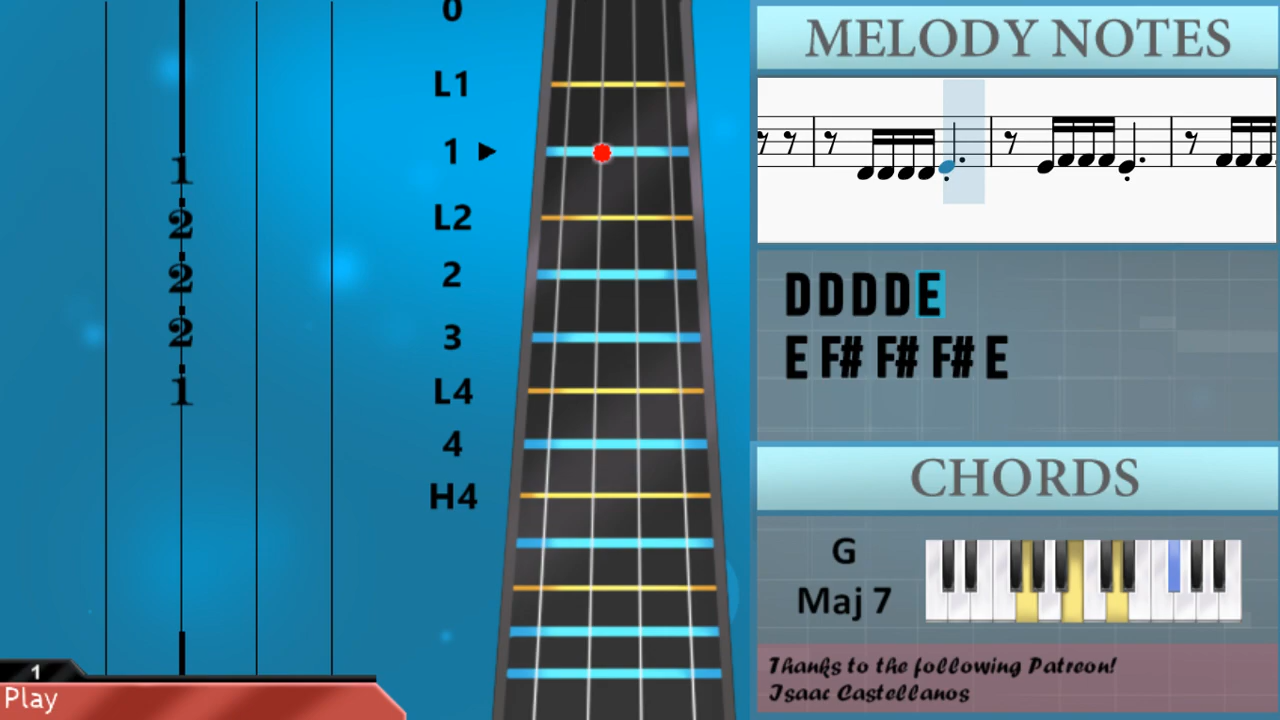 0
L1
1
L2
2
3
L4
4
H4
1
2
2
2
1
1
Play
MELODY NOTES
D D D D E
E F# F# F# E
CHORDS
G
Maj 7
Thanks to the following Patreon!
Isaac Castellanos